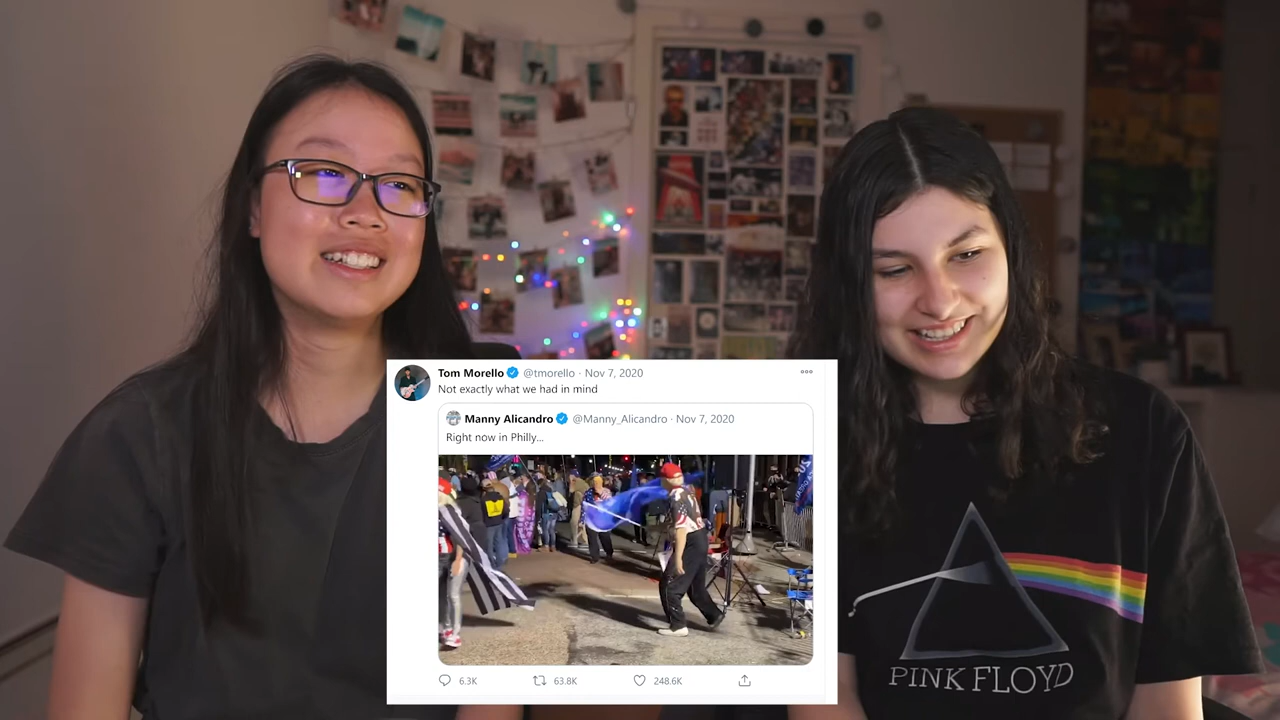 Tom Morello @tmorello · Nov 7, 2020
Not exactly what we had in mind
Manny Alicandro @Manny_Alicandro · Nov 7, 2020
Right now in Philly...
6.3K 63.8K 248.6K
PINK FLOYD